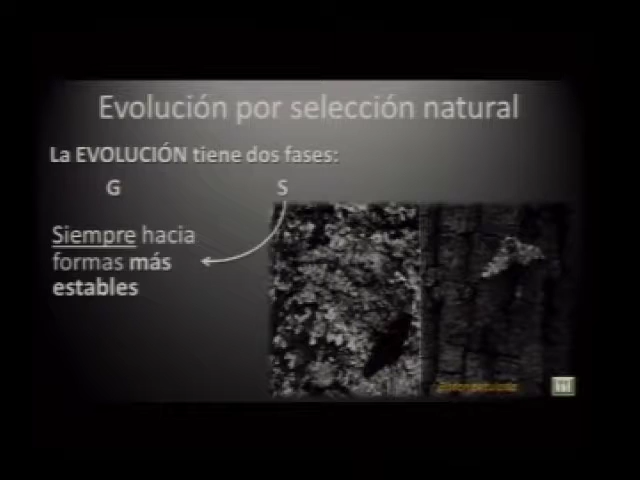 Evolución por selección natural
La EVOLUCIÓN tiene dos fases:
G S
Siempre hacia
formas más
estables